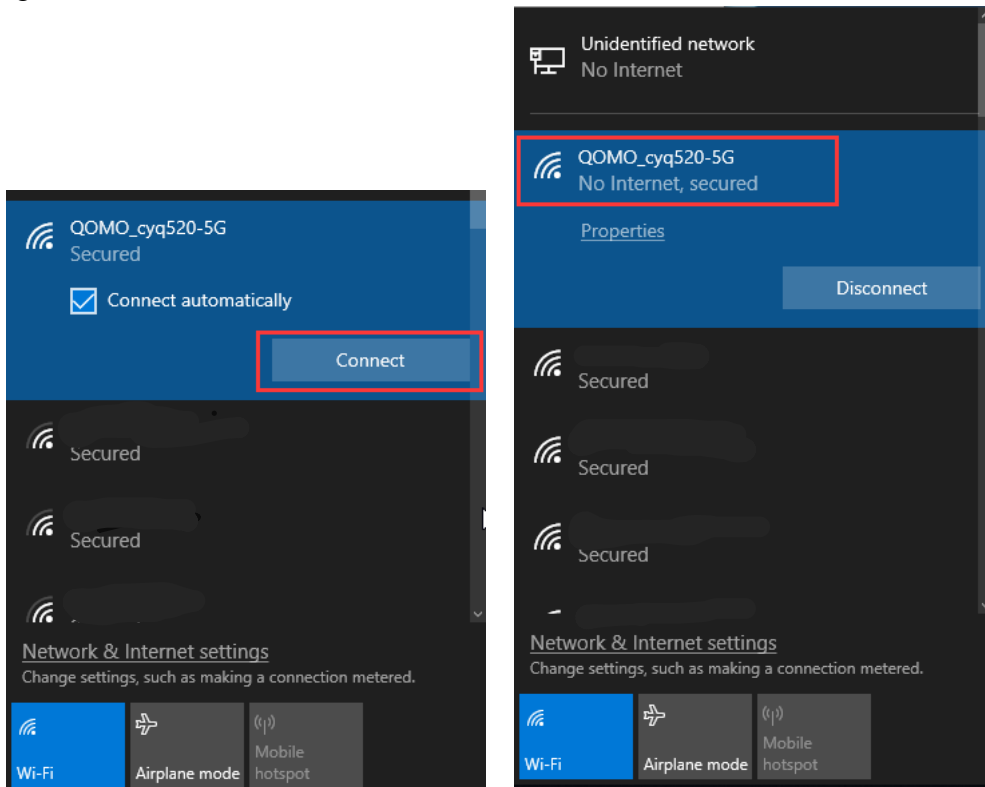 QOMO_cyq520-5G
Secured
Connect automatically
Connect
Secured
Secured
Network & Internet settings
Change settings, such as making a connection metered.
Wi-Fi
Airplane mode
Mobile
hotspot
Unidentified network
No Internet
QOMO_cyq520-5G
No Internet, secured
Properties
Disconnect
Secured
Secured
Secured
Network & Internet settings
Change settings, such as making a connection metered.
Wi-Fi
Airplane mode
Mobile
hotspot